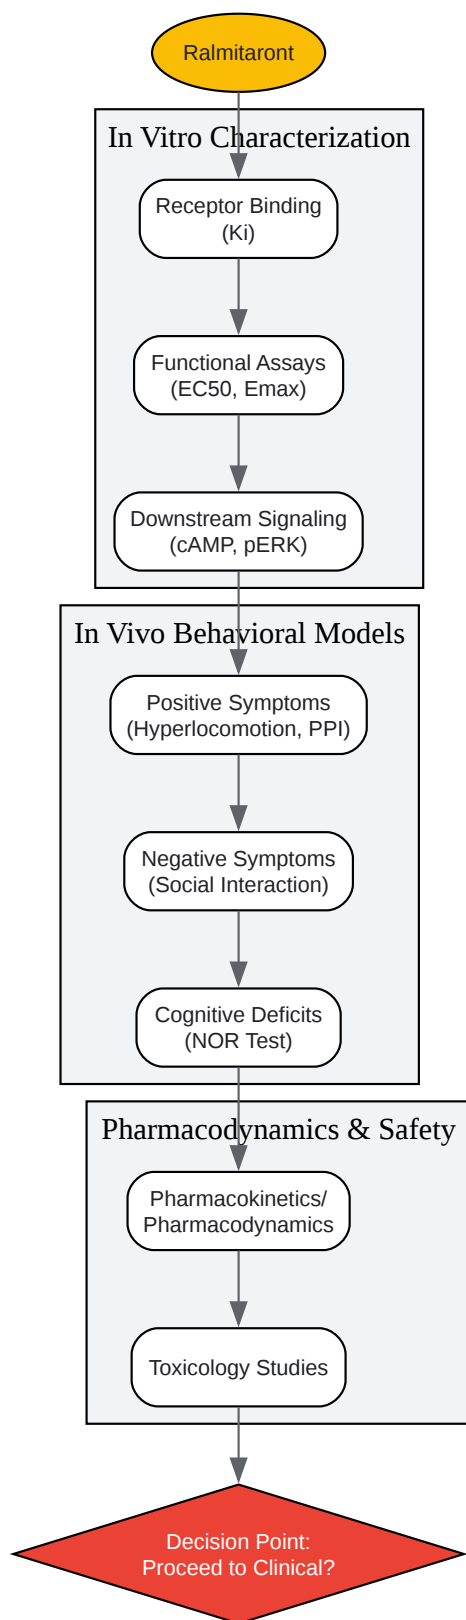 Ralmitaront
In Vitro Characterization
Receptor Binding
(Ki)
Functional Assays
(EC50, Emax)
Downstream Signaling
(cAMP, pERK)
In Vivo Behavioral Models
Positive Symptoms
(Hyperlocomotion, PPI)
Negative Symptoms
(Social Interaction)
Cognitive Deficits
(NOR Test)
Pharmacodynamics & Safety
Pharmacokinetics/
Pharmacodynamics
Toxicology Studies
Decision Point:
Proceed to Clinical?